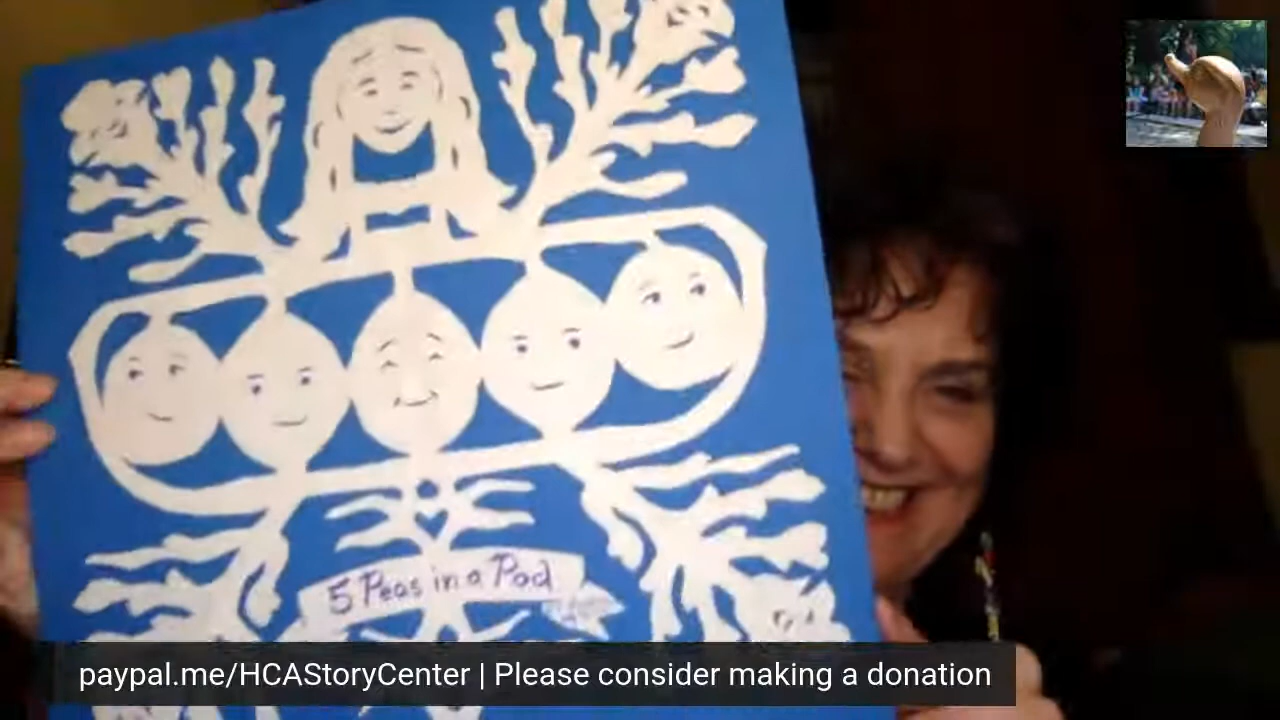 5 Peas in a Pod
paypal.me/HCAStoryCenter | Please consider making a donation